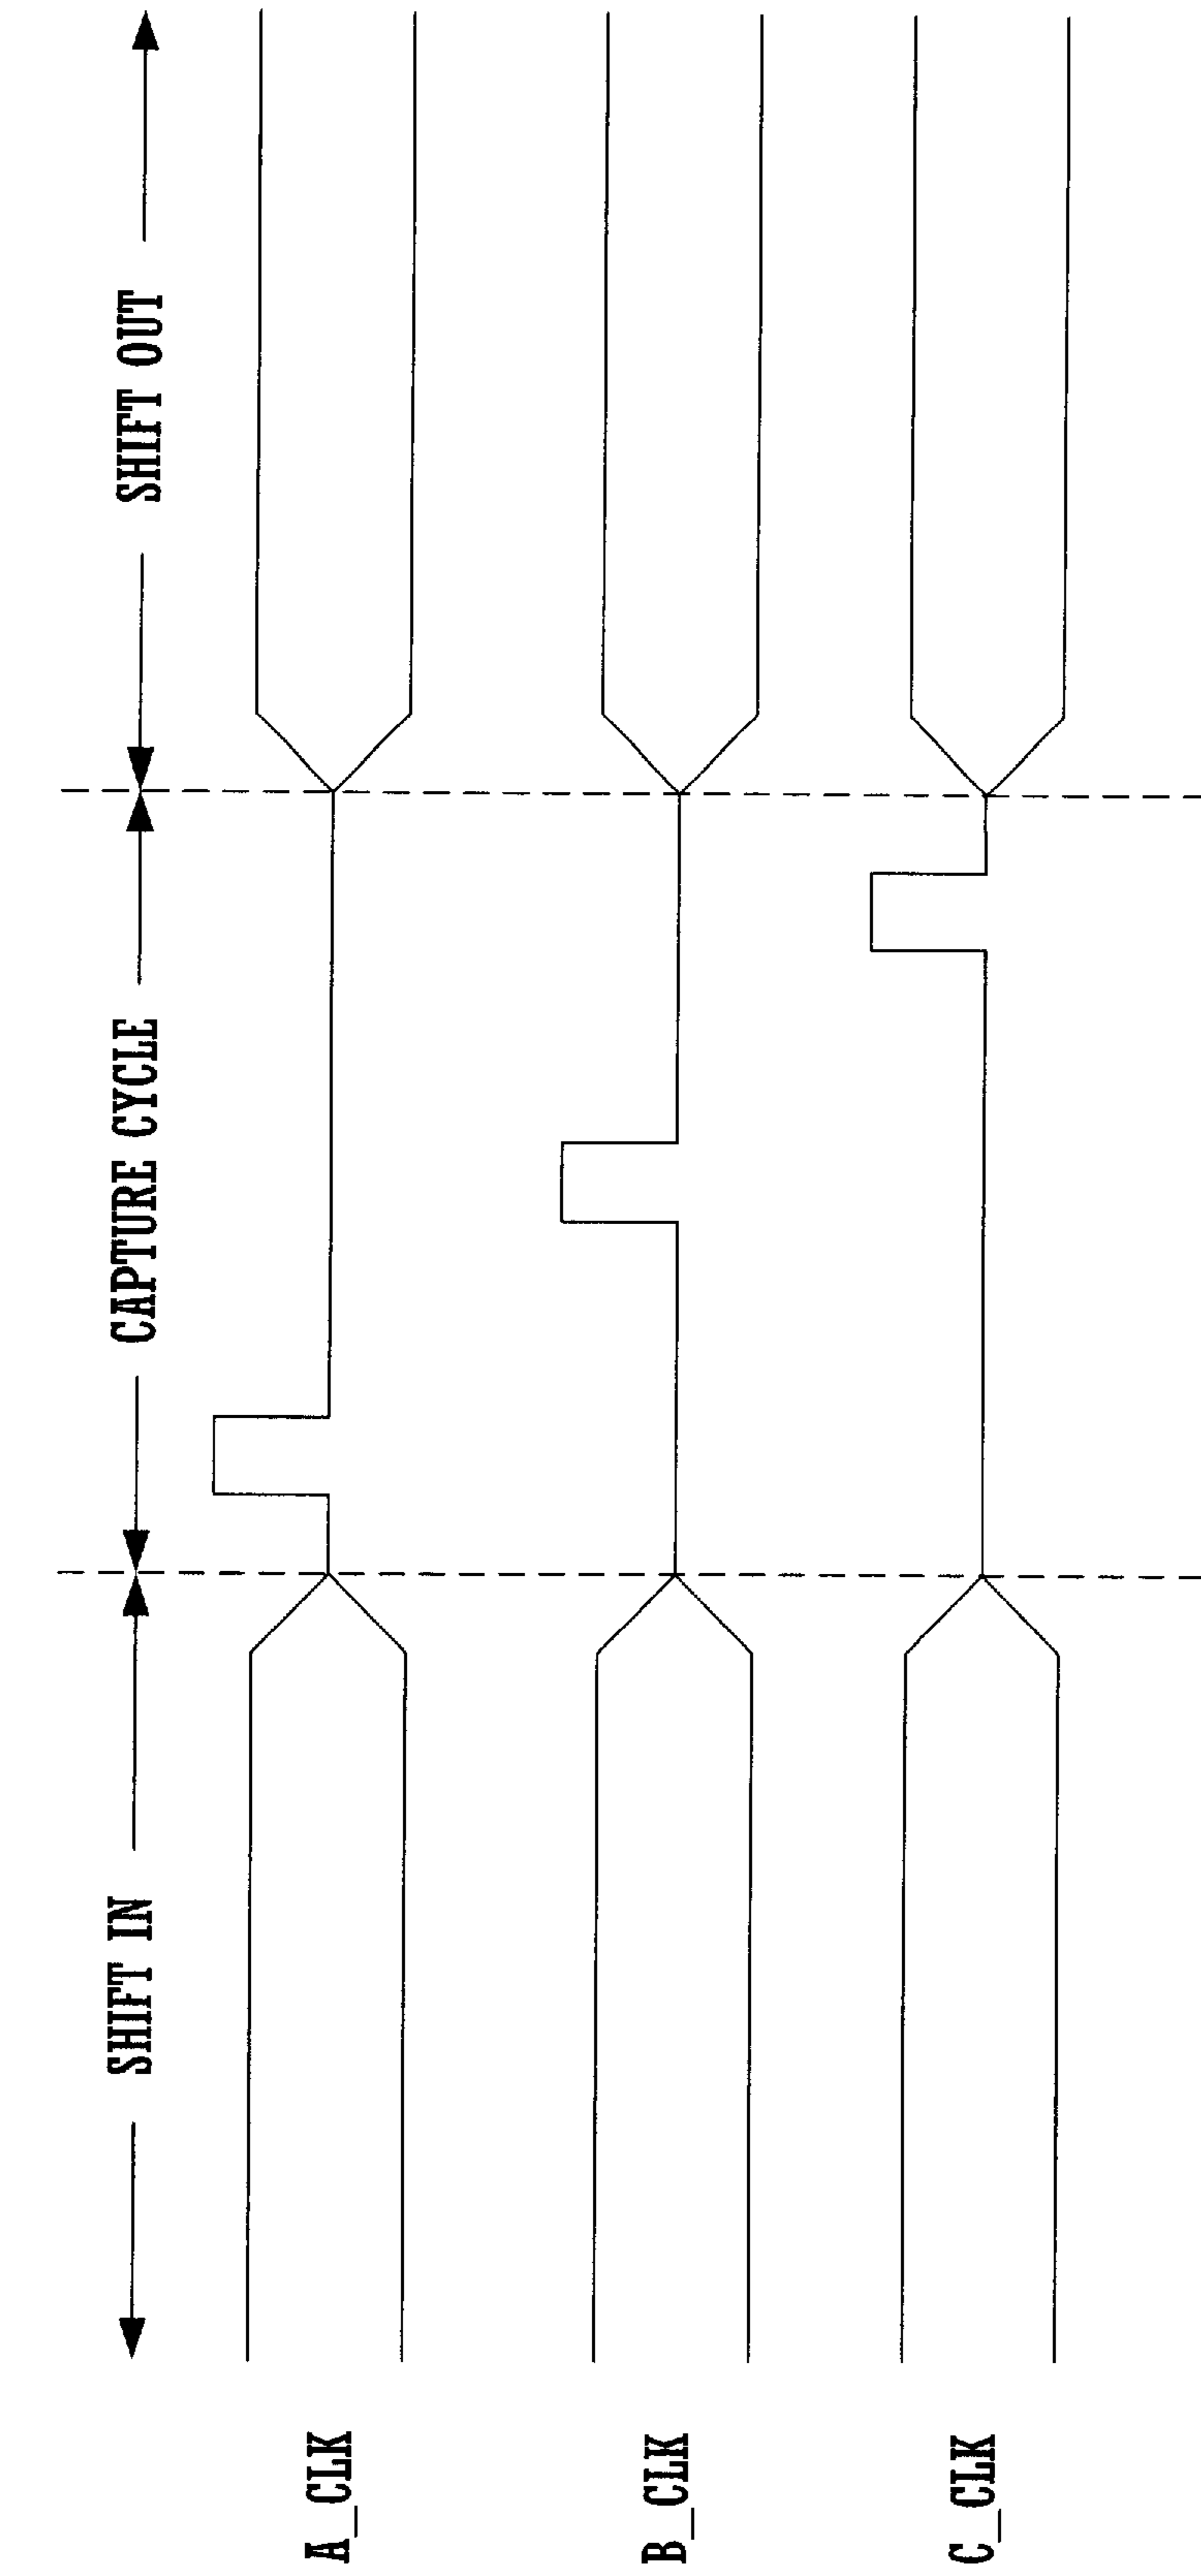 SHIFT IN
CAPTURE CYCLE
SHIFT OUT
A_CLK
B_CLK
C_CLK